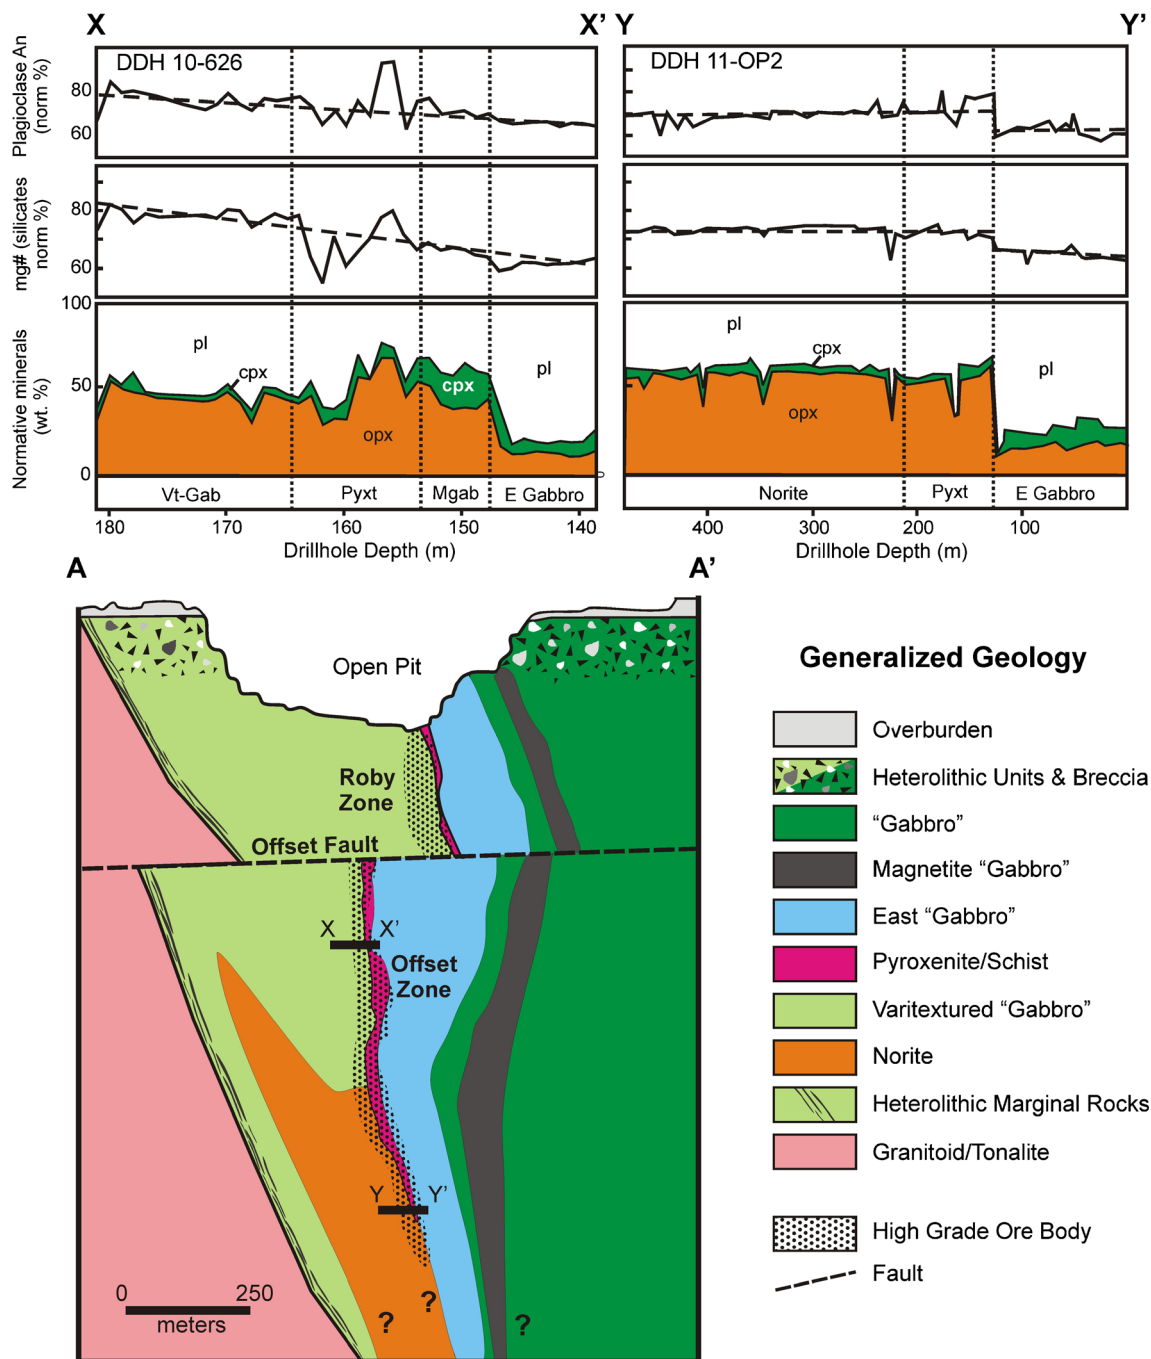 X X' Y Y'
DDH 10-626
DDH 11-OP2
Plagioclase An
(norm %)
80
60
mg# (silicates
norm %)
80
60
Normative minerals
(wt. %)
100
50
0
pl
cpx
opx
cpx
pl
pl
cpx
opx
pl
0
Vt-Gab Pyxt Mgab E Gabbro
Norite Pyxt E Gabbro
180 170 160 150 140
400 300 200 100
Drillhole Depth (m)
Drillhole Depth (m)
A A'
Open Pit
Roby
Zone
Offset Fault
X X'
Offset
Zone
Y Y'
0 250
meters
? ? ?
Generalized Geology
Overburden
Heterolithic Units & Breccia
“Gabbro”
Magnetite “Gabbro”
East “Gabbro”
Pyroxenite/Schist
Varitextured “Gabbro”
Norite
Heterolithic Marginal Rocks
Granitoid/Tonalite
High Grade Ore Body
Fault